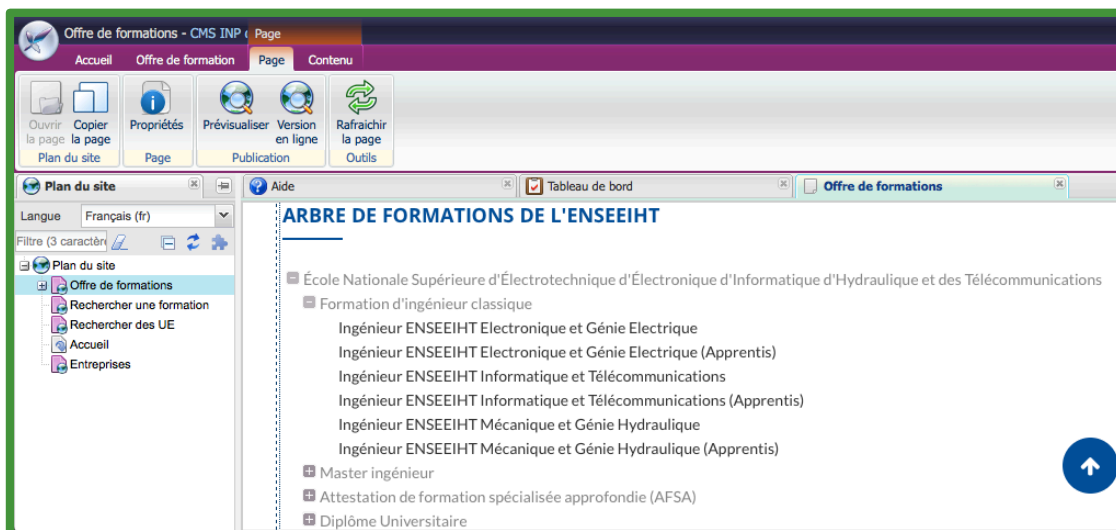 Offre de formations - CMS INP
Page
Accueil
Offre de formation
Page
Contenu
Ouvrir la page
Copier la page
Propriétés
Prévisualiser
Version en ligne
Rafraichir la page
Plan du site
Page
Publication
Outils
Plan du site
Aide
Tableau de bord
Offre de formations
Langue
Français (fr)
Filtre (3 caractèr
Plan du site
Offre de formations
Rechercher une formation
Rechercher des UE
Accueil
Entreprises
ARBRE DE FORMATIONS DE L'ENSEEIHT
École Nationale Supérieure d'Électrotechnique d'Électronique d'Informatique d'Hydraulique et des Télécommunications
Formation d'ingénieur classique
Ingénieur ENSEEIHT Electronique et Génie Electrique
Ingénieur ENSEEIHT Electronique et Génie Electrique (Apprentis)
Ingénieur ENSEEIHT Informatique et Télécommunications
Ingénieur ENSEEIHT Informatique et Télécommunications (Apprentis)
Ingénieur ENSEEIHT Mécanique et Génie Hydraulique
Ingénieur ENSEEIHT Mécanique et Génie Hydraulique (Apprentis)
Master ingénieur
Attestation de formation spécialisée approfondie (AFSA)
Diplôme Universitaire